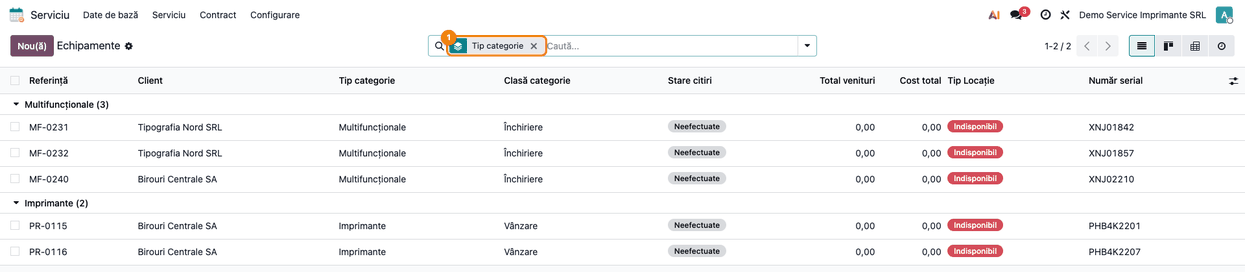 Serviciu Date de bază Serviciu Contract Configurare AI 3 Demo Service Imprimante SRL A
Nou(ă) Echipamente 1 Tip categorie Caută... 1-2 / 2
Referință Client Tip categorie Clasă categorie Stare citiri Total venituri Cost total Tip Locație Număr serial
Multifuncționale (3)
MF-0231 Tipografia Nord SRL Multifuncționale Închiriere Neefectuate 0,00 0,00 Indisponibil XNJ01842
MF-0232 Tipografia Nord SRL Multifuncționale Închiriere Neefectuate 0,00 0,00 Indisponibil XNJ01857
MF-0240 Birouri Centrale SA Multifuncționale Închiriere Neefectuate 0,00 0,00 Indisponibil XNJ02210
Imprimante (2)
PR-0115 Birouri Centrale SA Imprimante Vânzare Neefectuate 0,00 0,00 Indisponibil PHB4K2201
PR-0116 Birouri Centrale SA Imprimante Vânzare Neefectuate 0,00 0,00 Indisponibil PHB4K2207